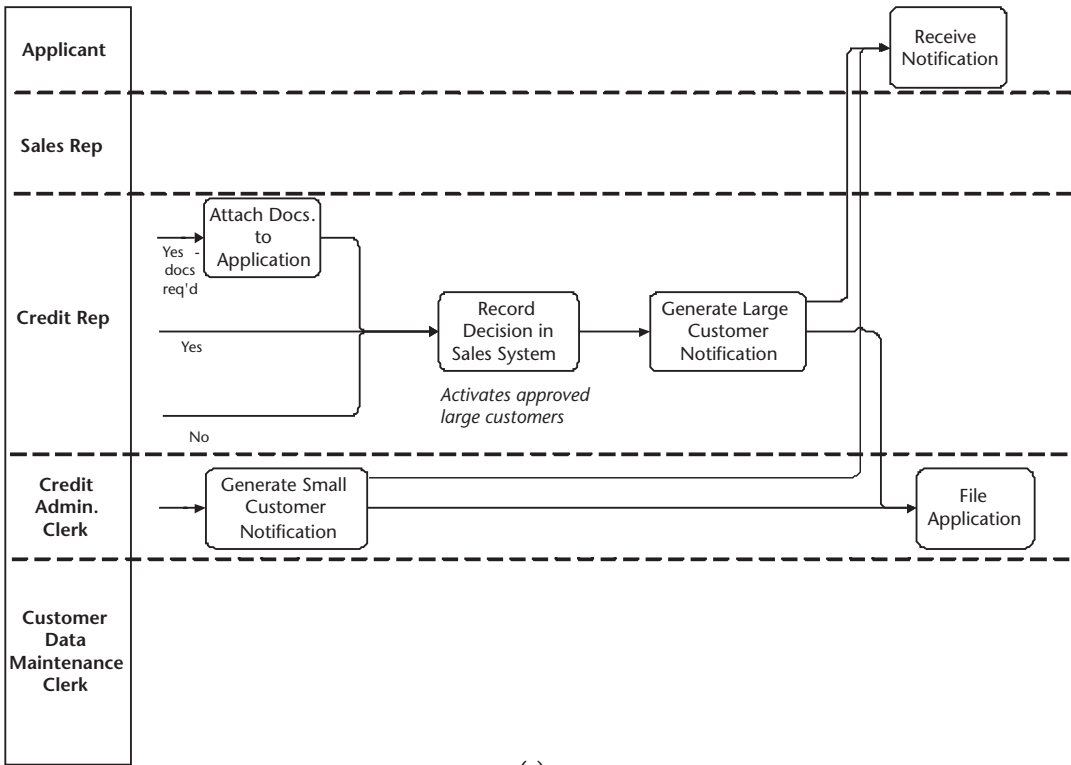 Applicant
Receive
Notification
Sales Rep
Credit Rep
Attach Docs.
to
Application
Yes -
docs
req'd
Yes
No
Record
Decision in
Sales System
Activates approved
large customers
Generate Large
Customer
Notification
Credit
Admin.
Clerk
Generate Small
Customer
Notification
File
Application
Customer
Data
Maintenance
Clerk